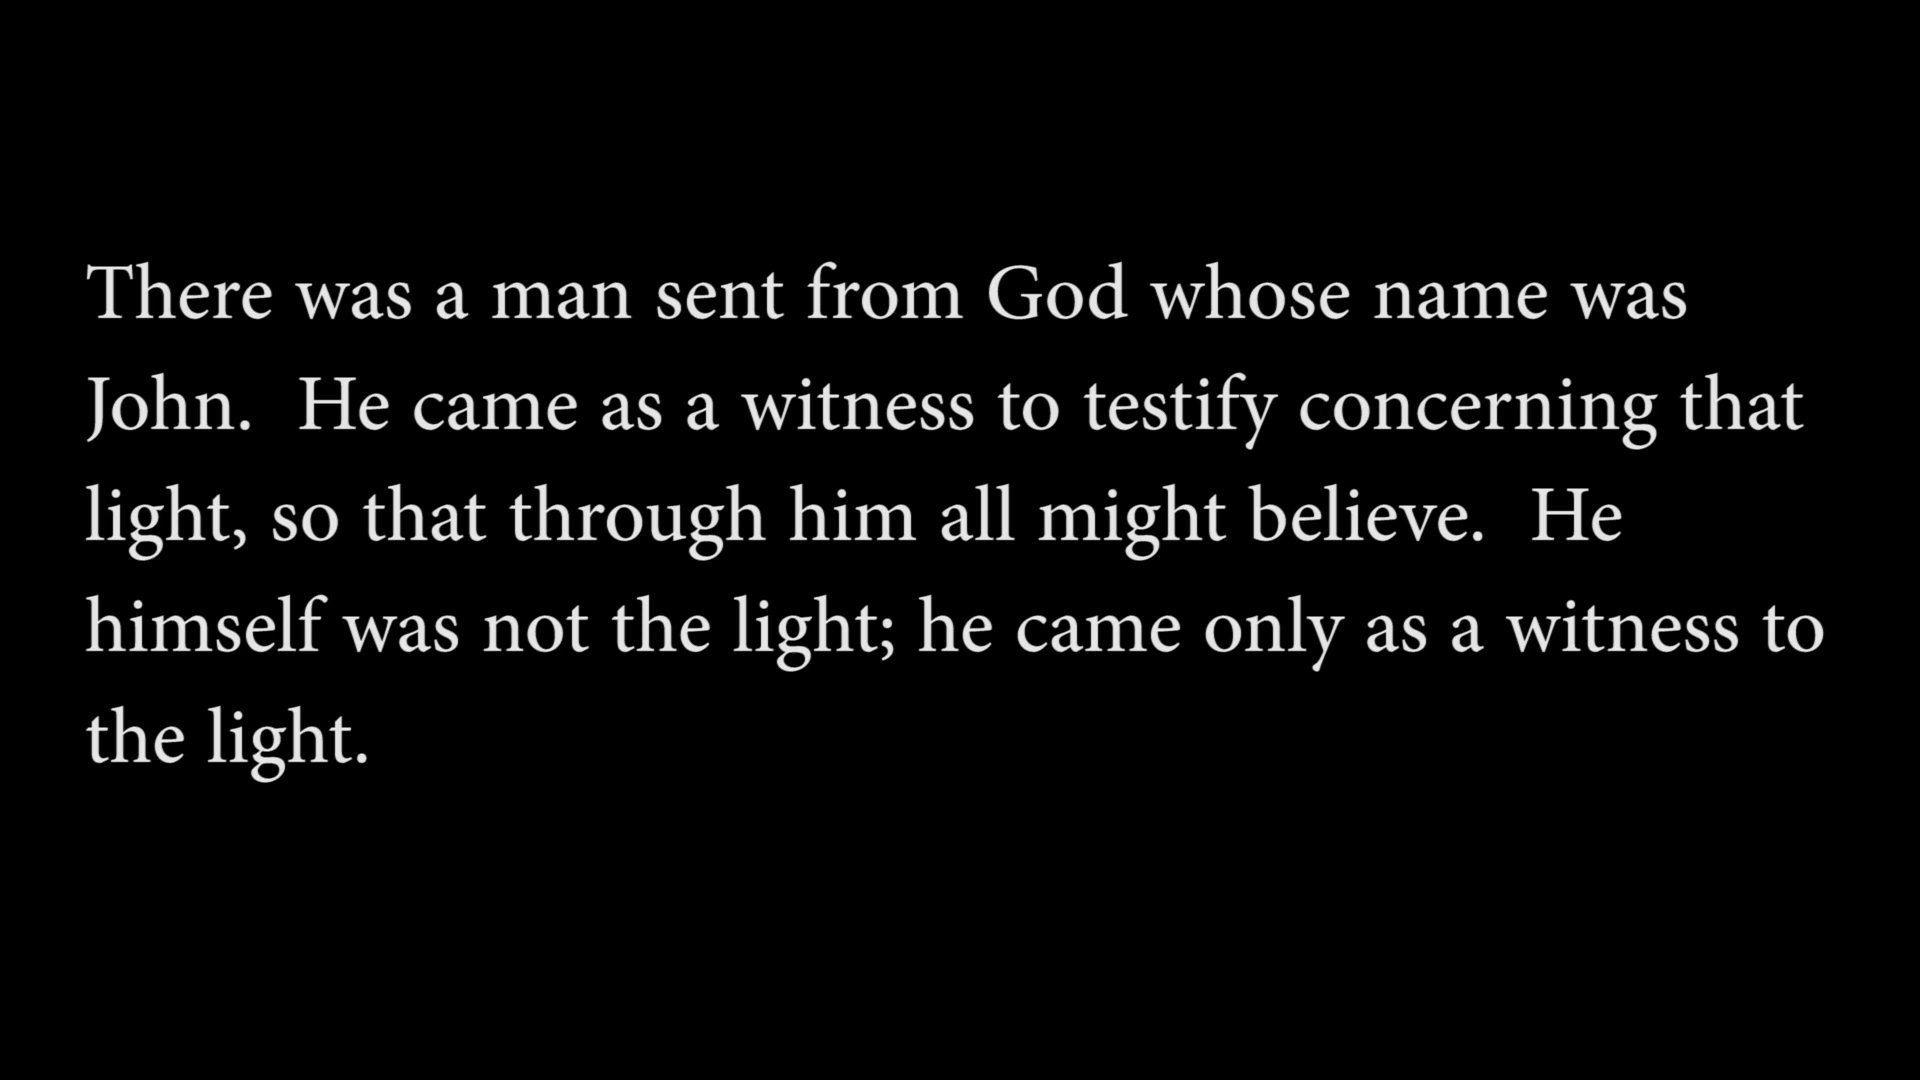 There was a man sent from God whose name was
John.  He came as a witness to testify concerning that
light, so that through him all might believe.  He
himself was not the light; he came only as a witness to
the light.